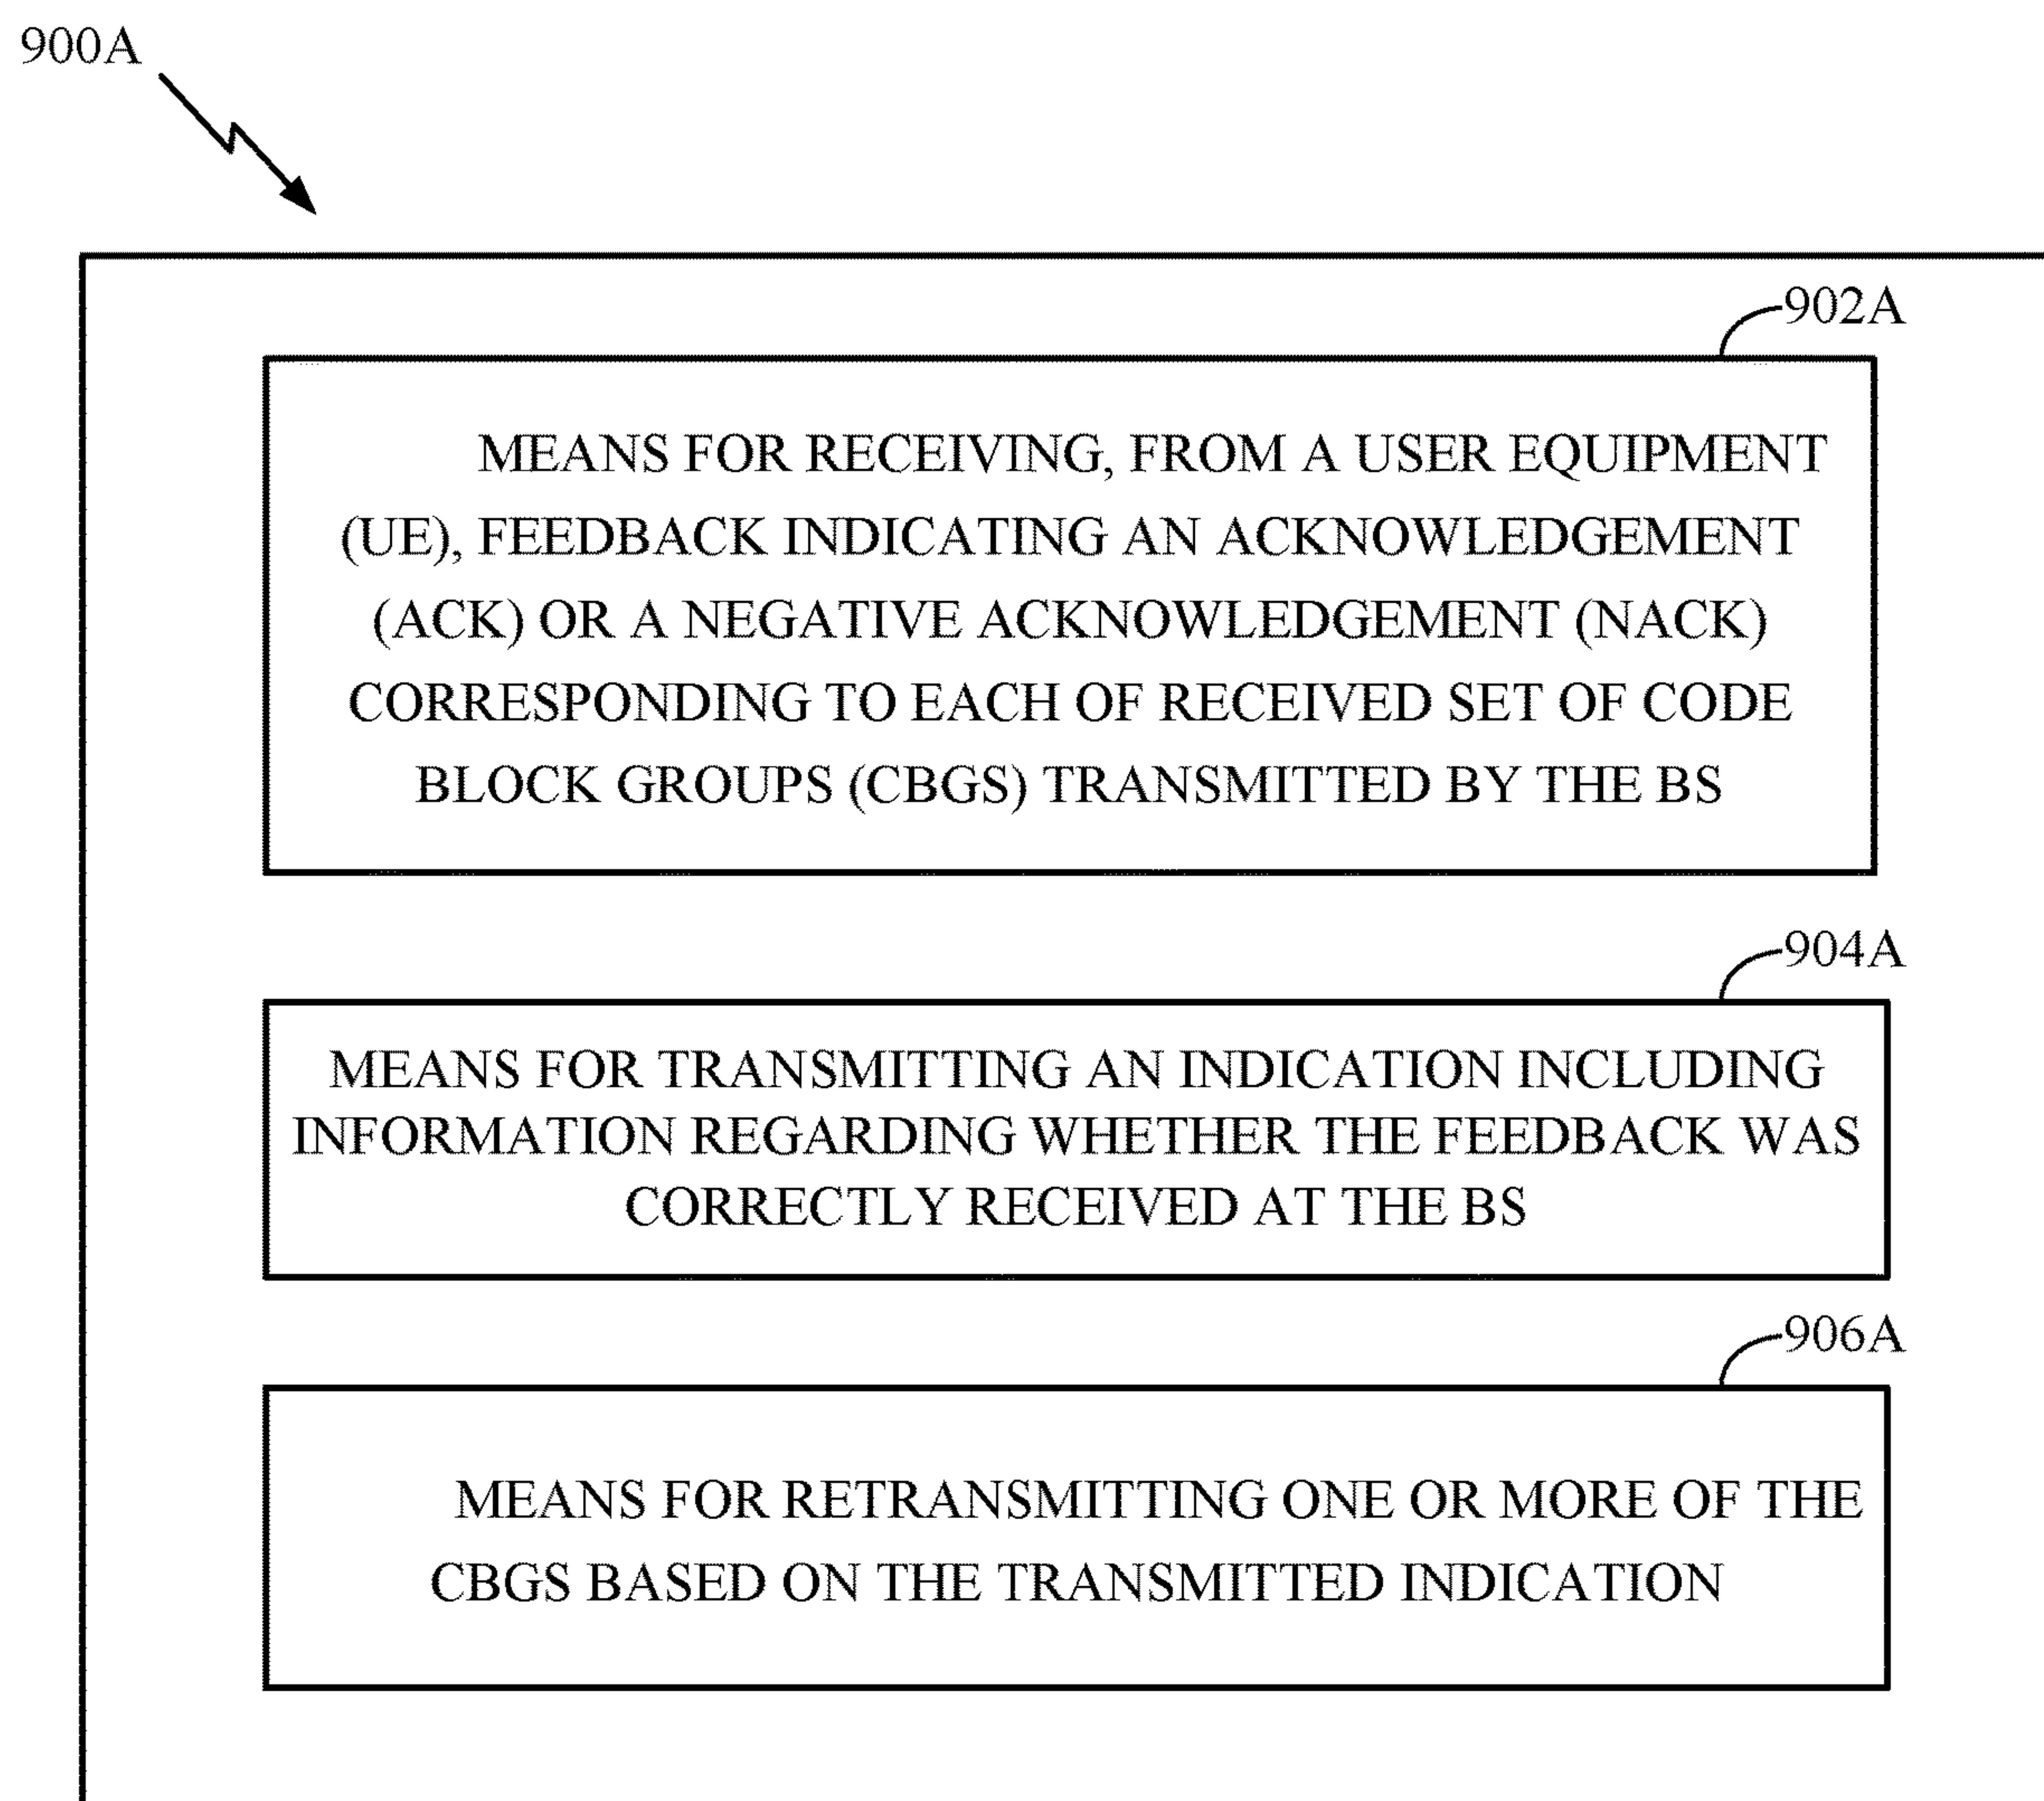 900A
902A
MEANS FOR RECEIVING, FROM A USER EQUIPMENT
(UE), FEEDBACK INDICATING AN ACKNOWLEDGEMENT
(ACK) OR A NEGATIVE ACKNOWLEDGEMENT (NACK)
CORRESPONDING TO EACH OF RECEIVED SET OF CODE
BLOCK GROUPS (CBGS) TRANSMITTED BY THE BS
904A
MEANS FOR TRANSMITTING AN INDICATION INCLUDING
INFORMATION REGARDING WHETHER THE FEEDBACK WAS
CORRECTLY RECEIVED AT THE BS
906A
MEANS FOR RETRANSMITTING ONE OR MORE OF THE
CBGS BASED ON THE TRANSMITTED INDICATION